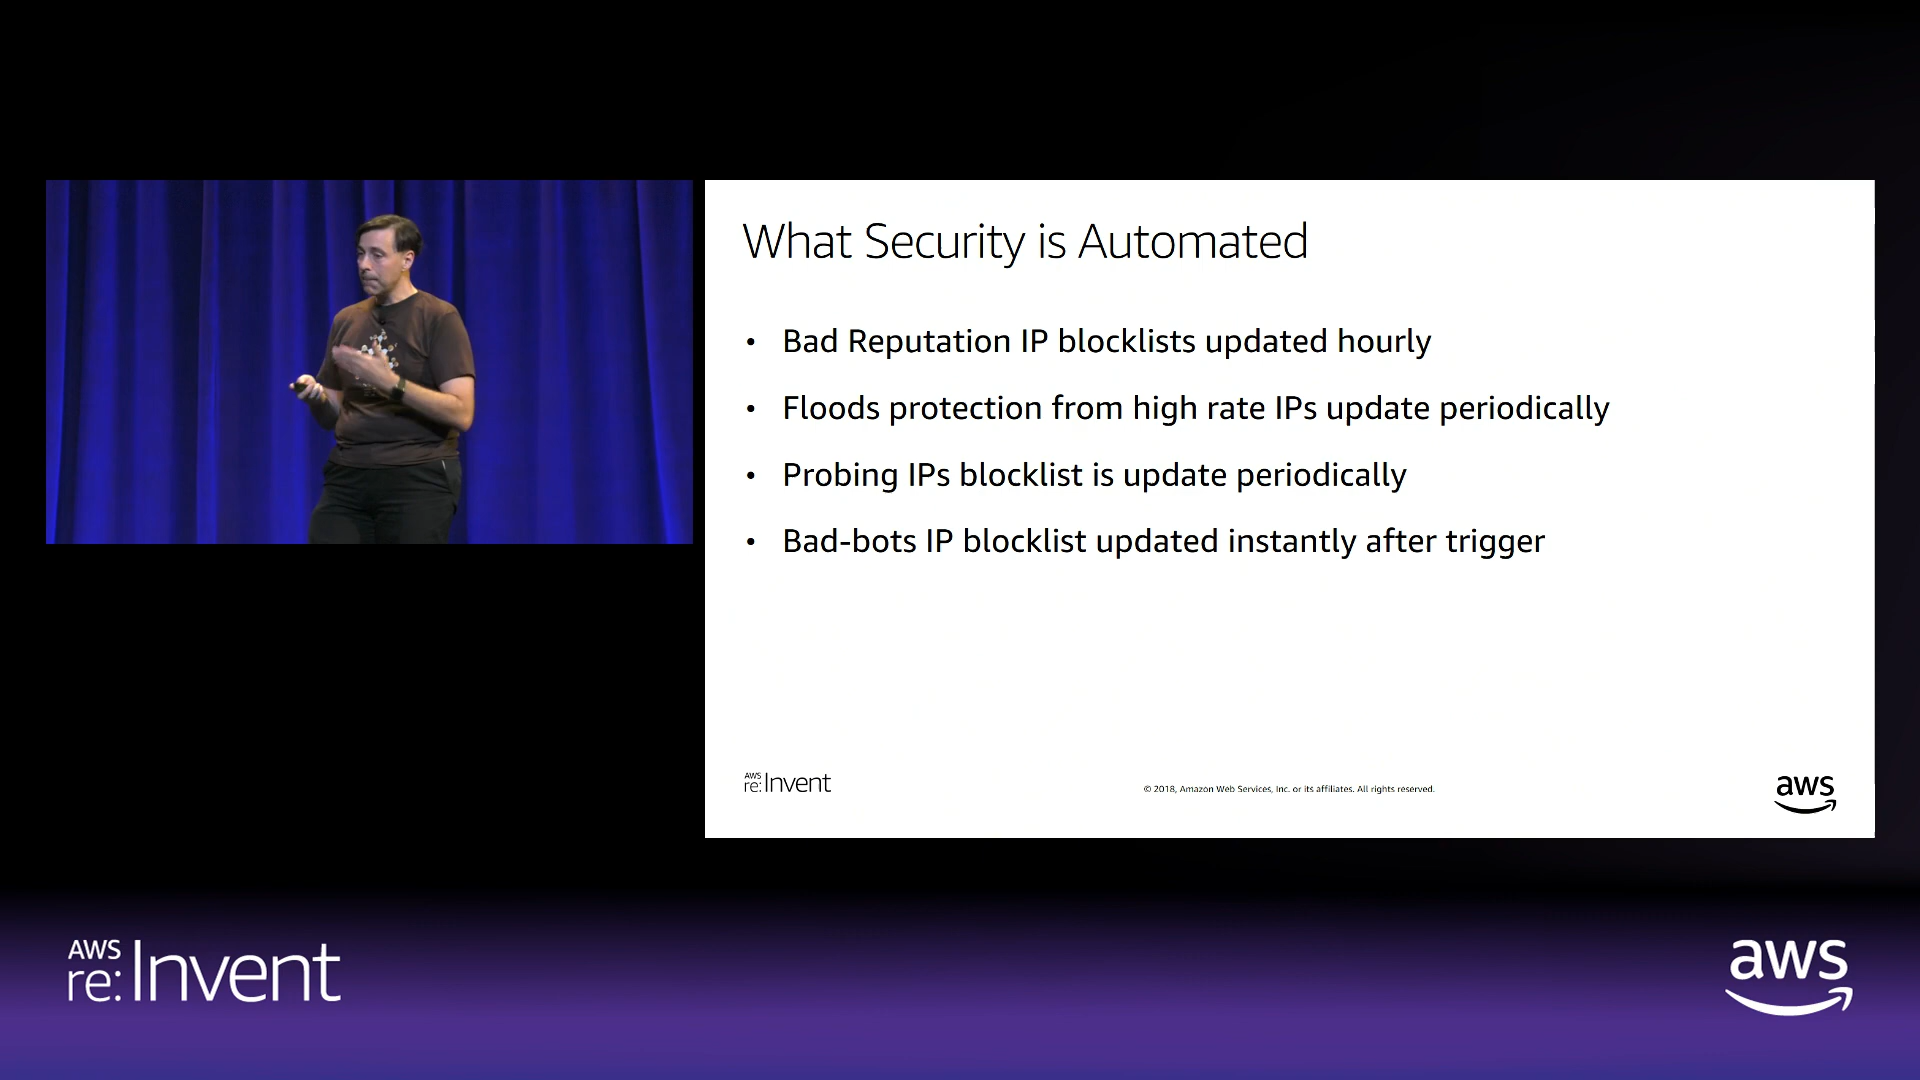 What Security is Automated
• Bad Reputation IP blocklists updated hourly
• Floods protection from high rate IPs update periodically
• Probing IPs blocklist is update periodically
• Bad-bots IP blocklist updated instantly after trigger
AWS
re:Invent
© 2018, Amazon Web Services, Inc. or its affiliates. All rights reserved.
aws
AWS
re:Invent
aws